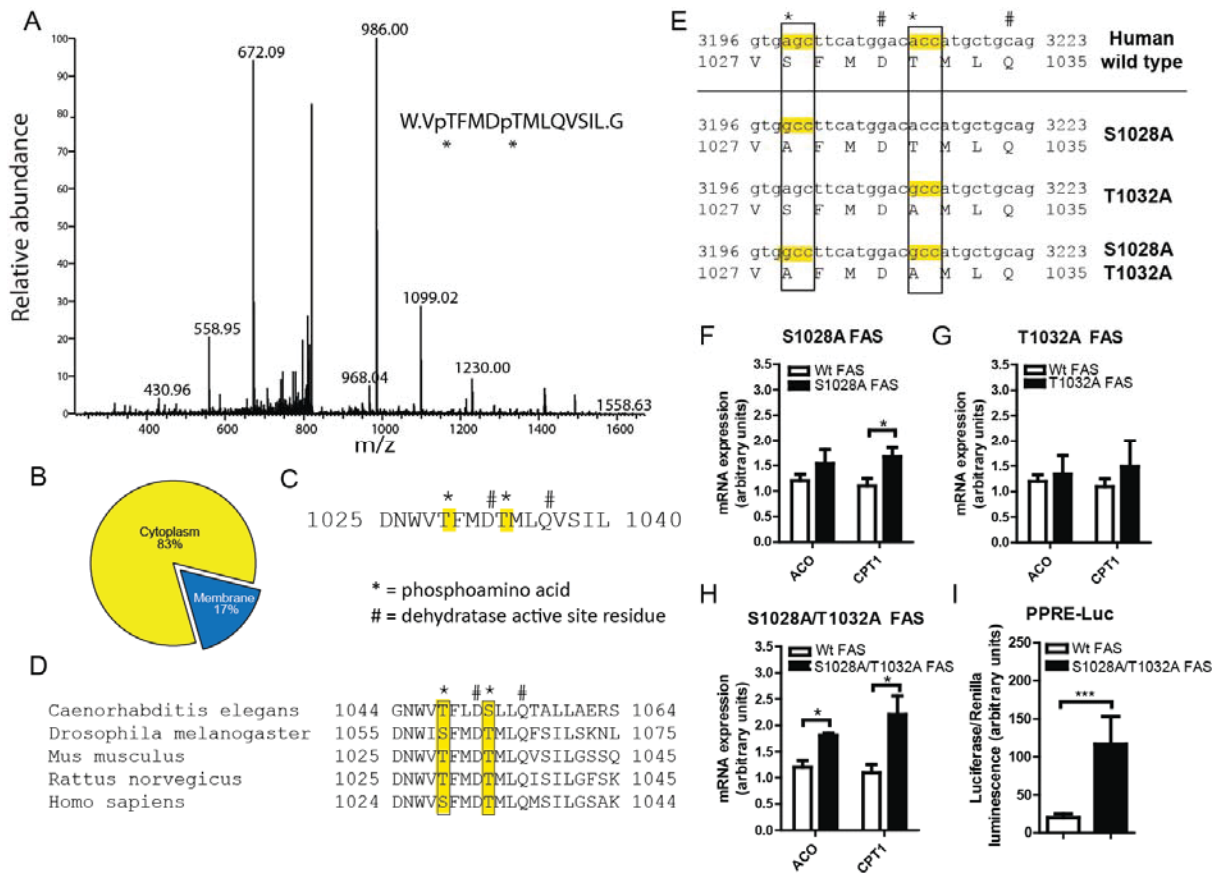 A
Relative abundance
100
90
80
70
60
50
40
30
20
10
0
400 600 800 1000 1200 1400 1600
m/z
430.96
558.95
672.09
968.04
986.00
1099.02
1230.00
1558.63
W.VpTFMDpTMLQVSIL.G
* *
B
Cytoplasm
83%
Membrane
17%
C
* # * #
1025 DNWVTFMDTMLQVSIL 1040
* = phosphoamino acid
# = dehydratase active site residue
D
* # * #
Caenorhabditis elegans 1044 GNWVTFLDSLLQTALLAERS 1064
Drosophila melanogaster 1055 DNWISFMDTMLQFSILSKNL 1075
Mus musculus 1025 DNWVTFMDTMLQVSILGSSQ 1045
Rattus norvegicus 1025 DNWVTFMDTMLQISILGFSK 1045
Homo sapiens 1024 DNWVSFMDTMLQMSILGSAK 1044
E
* # * #
3196 gtgagcttcatggacaccatgctgcag 3223 Human
1027 V S F M D T M L Q 1035 wild type
3196 gtggccttcatggacaccatgctgcag 3223
1027 V A F M D T M L Q 1035
S1028A
3196 gtgagcttcatggacgccatgctgcag 3223
1027 V S F M D A M L Q 1035
T1032A
3196 gtggccttcatggacgccatgctgcag 3223 S1028A
1027 V A F M D A M L Q 1035 T1032A
F
S1028A FAS
Wt FAS
S1028A FAS
mRNA expression
(arbitrary units)
3.5
3.0
2.5
2.0
1.5
1.0
0.5
0.0
*
ACO CPT1
G
T1032A FAS
Wt FAS
T1032A FAS
mRNA expression
(arbitrary units)
3.5
3.0
2.5
2.0
1.5
1.0
0.5
0.0
ACO CPT1
H
S1028A/T1032A FAS
Wt FAS
S1028A/T1032A FAS
mRNA expression
(arbitrary units)
3.5
3.0
2.5
2.0
1.5
1.0
0.5
0.0
* *
ACO CPT1
I
PPRE-Luc
Wt FAS
S1028A/T1032A FAS
Luciferase/Renilla
luminescence (arbitrary units)
250
200
150
100
50
0
***